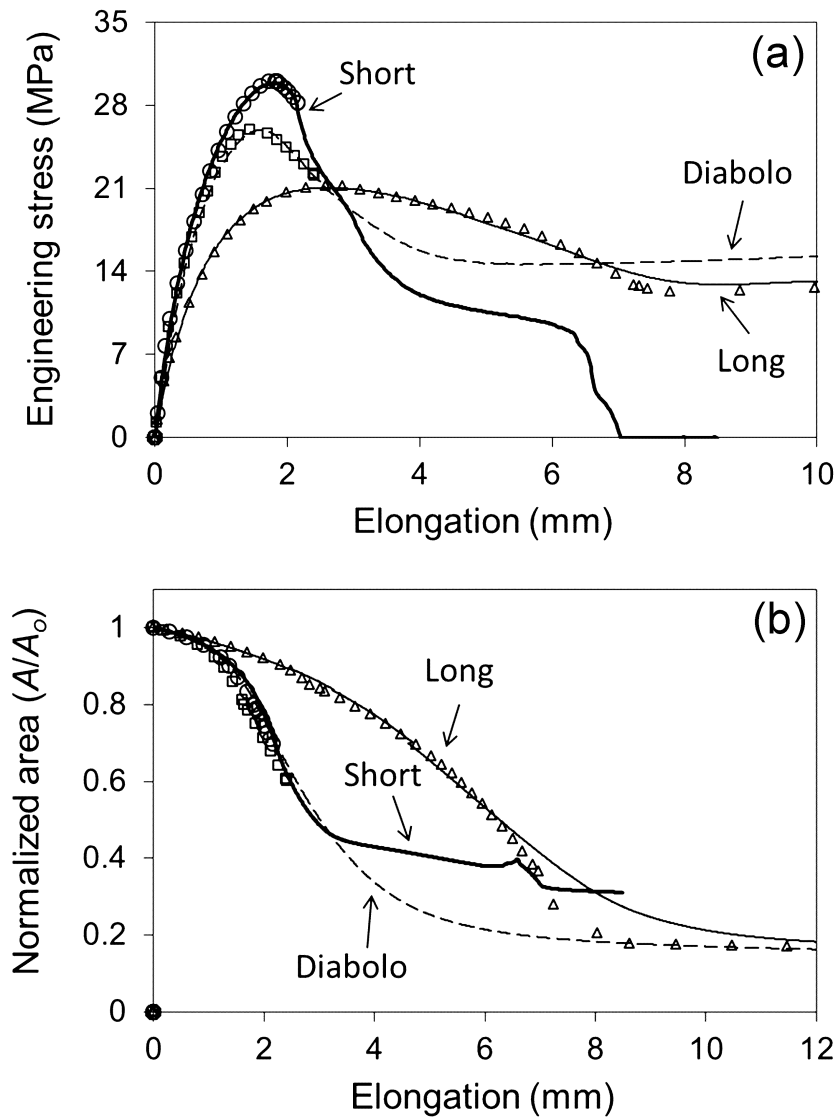 (a)
Engineering stress (MPa)
35
28
21
14
7
0
Short
Diabolo
Long
0 2 4 6 8 10
Elongation (mm)
(b)
Normalized area (A/Ao)
1
0.8
0.6
0.4
0.2
0
Long
Short
Diabolo
0 2 4 6 8 10 12
Elongation (mm)